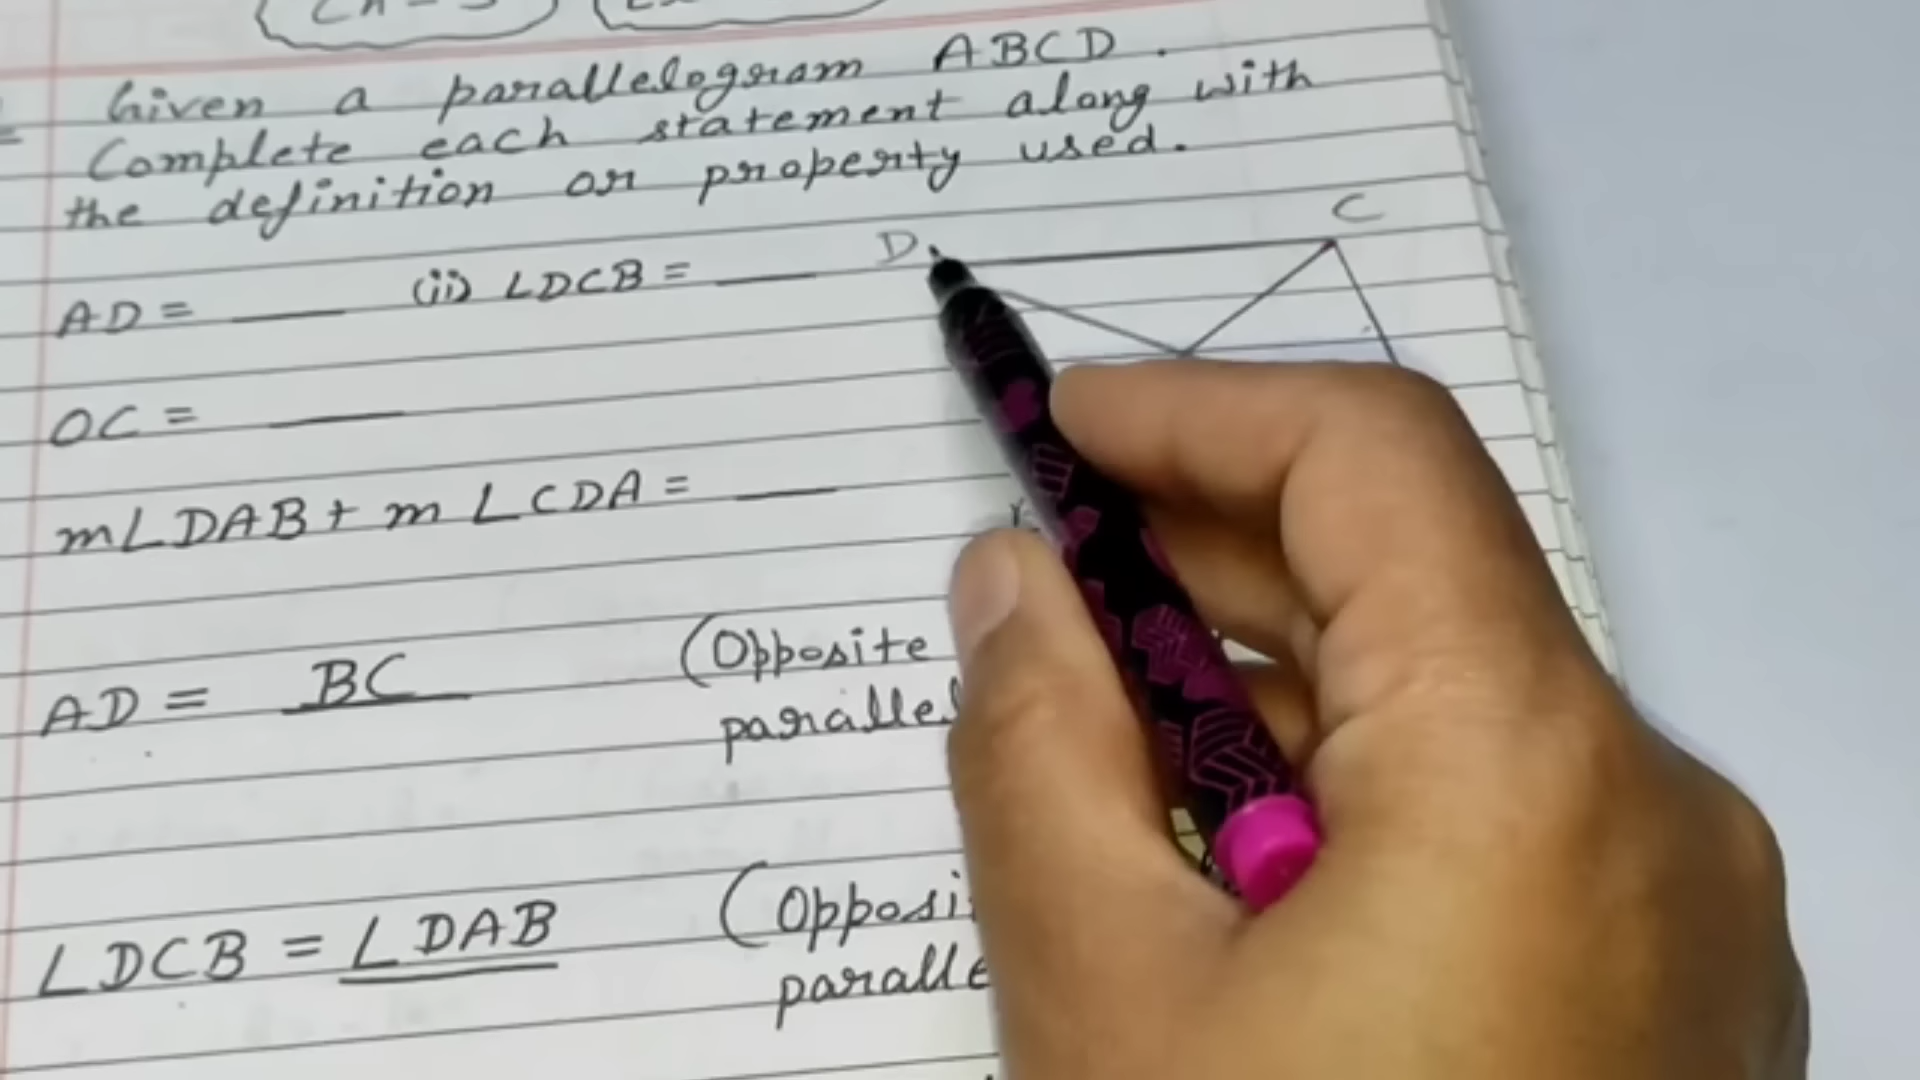 Given a parallelogram ABCD.
Complete each statement along with
the definition or property used.
AD = ____ (ii) ∠DCB = ____
D
C
OC = ____
m∠DAB + m ∠CDA = ____
AD = BC (Opposite
parallel
∠DCB = ∠DAB (Opposi
paralle